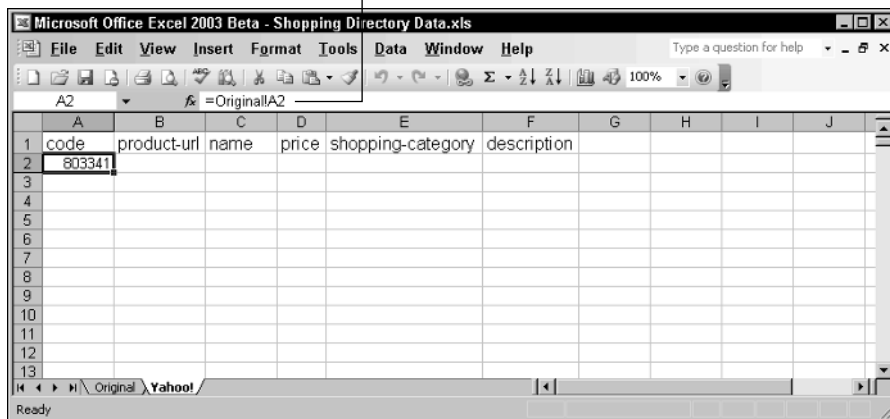 Microsoft Office Excel 2003 Beta - Shopping Directory Data.xls
File Edit View Insert Format Tools Data Window Help Type a question for help
100%
A2 fx =Original!A2
A B C D E F G H I J
1 code product-url name price shopping-category description
2 803341
3
4
5
6
7
8
9
10
11
12
13
Original Yahoo!
Ready